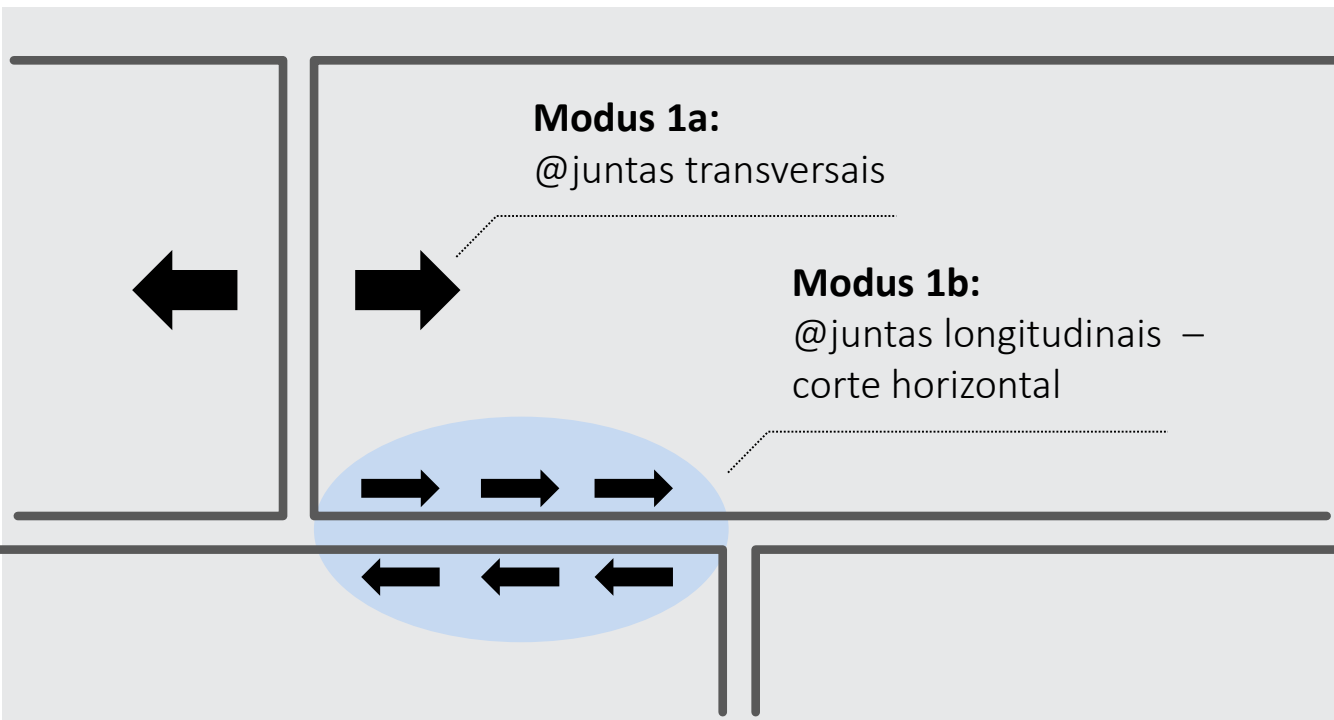 Modus 1a:
@juntas transversais
Modus 1b:
@juntas longitudinais –
corte horizontal